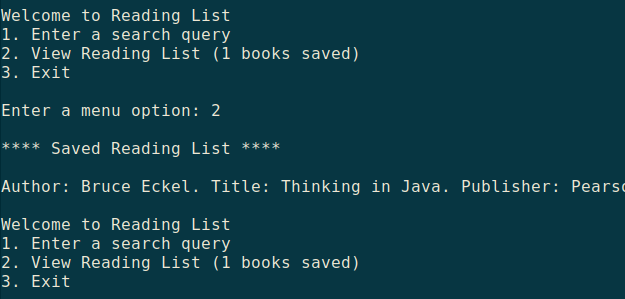 Welcome to Reading List
1. Enter a search query
2. View Reading List (1 books saved)
3. Exit
Enter a menu option: 2
**** Saved Reading List ****
Author: Bruce Eckel. Title: Thinking in Java. Publisher:
Welcome to Reading List
1. Enter a search query
2. View Reading List (1 books saved)
3. Exit